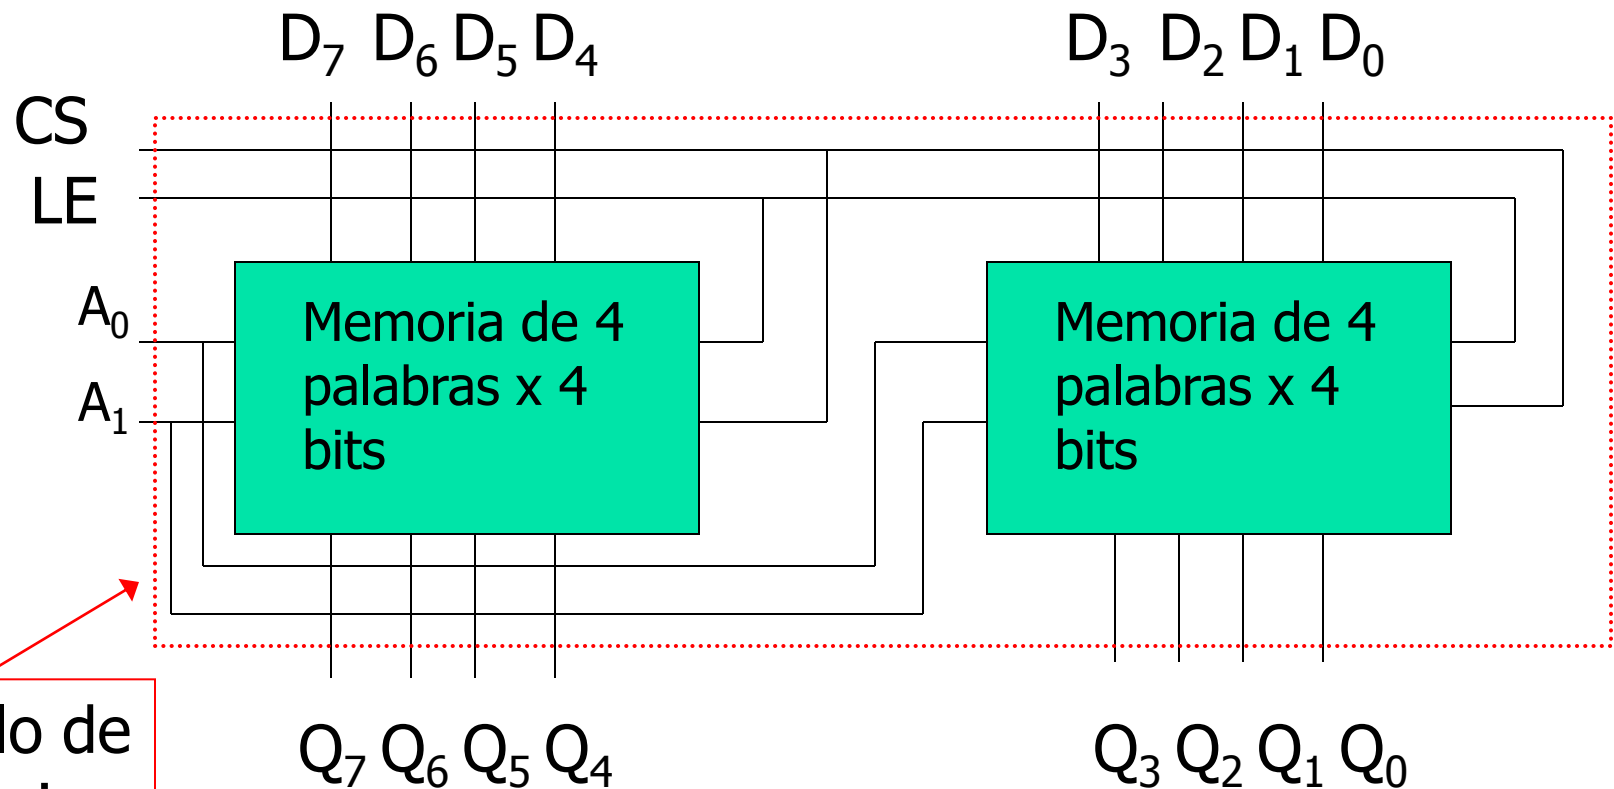 D7 D6 D5 D4
D3 D2 D1 D0
CS
LE
A0
A1
Memoria de 4
palabras x 4
bits
Memoria de 4
palabras x 4
bits
de
Q7 Q6 Q5 Q4
Q3 Q2 Q1 Q0